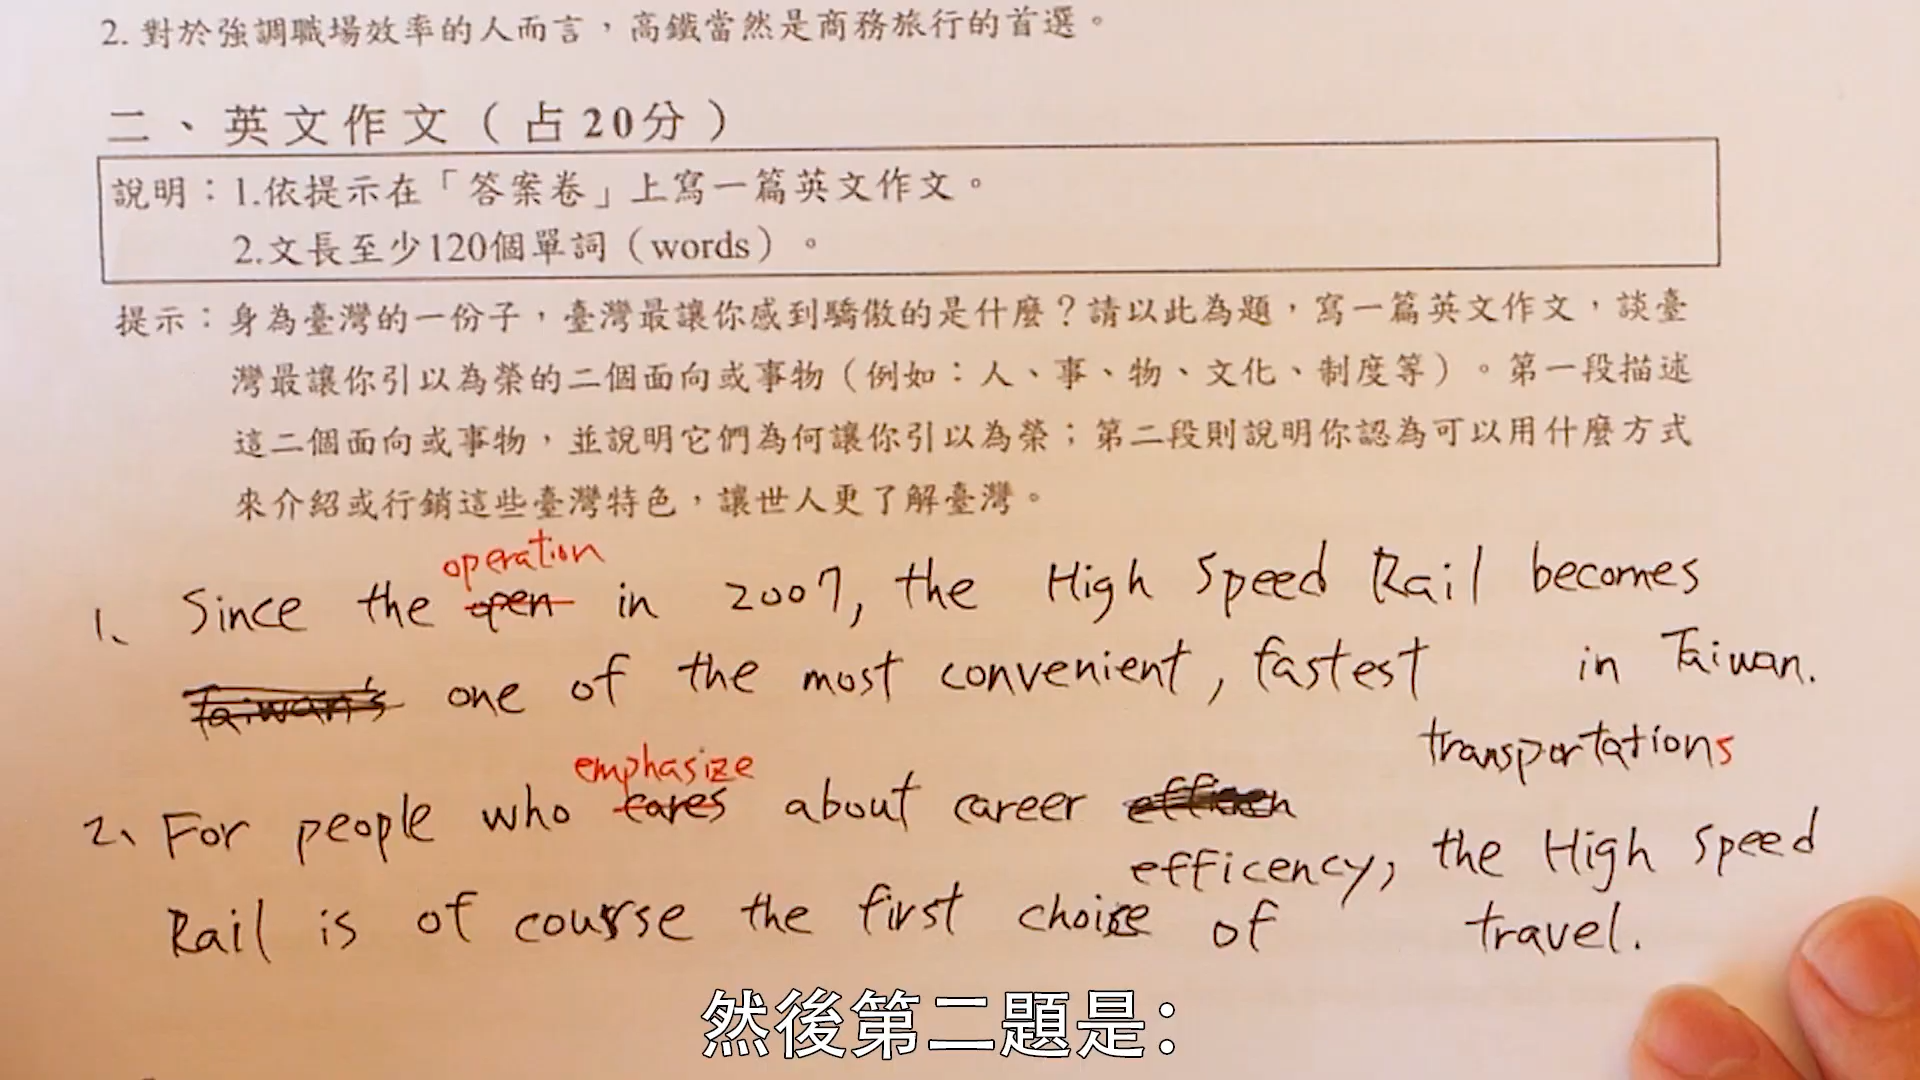 2. 對於強調職場效率的人而言，高鐵當然是商務旅行的首選。
二、英文作文（占20分）
說明：1.依提示在「答案卷」上寫一篇英文作文。
2.文長至少120個單詞（words）。
提示：身為臺灣的一份子，臺灣最讓你感到驕傲的是什麼？請以此為題，寫一篇英文作文，談臺
灣最讓你引以為榮的二個面向或事物（例如：人、事、物、文化、制度等）。第一段描述
這二個面向或事物，並說明它們為何讓你引以為榮；第二段則說明你認為可以用什麼方式
來介紹或行銷這些臺灣特色，讓世人更了解臺灣。
operation
1、 Since the open in 2007, the High Speed Rail becomes
Taiwan's one of the most convenient, fastest in Taiwan.
transportations
emphasize
2、 For people who cares about career efficen
efficency, the High Speed
Rail is of course the first choice of travel.
然後第二題是：